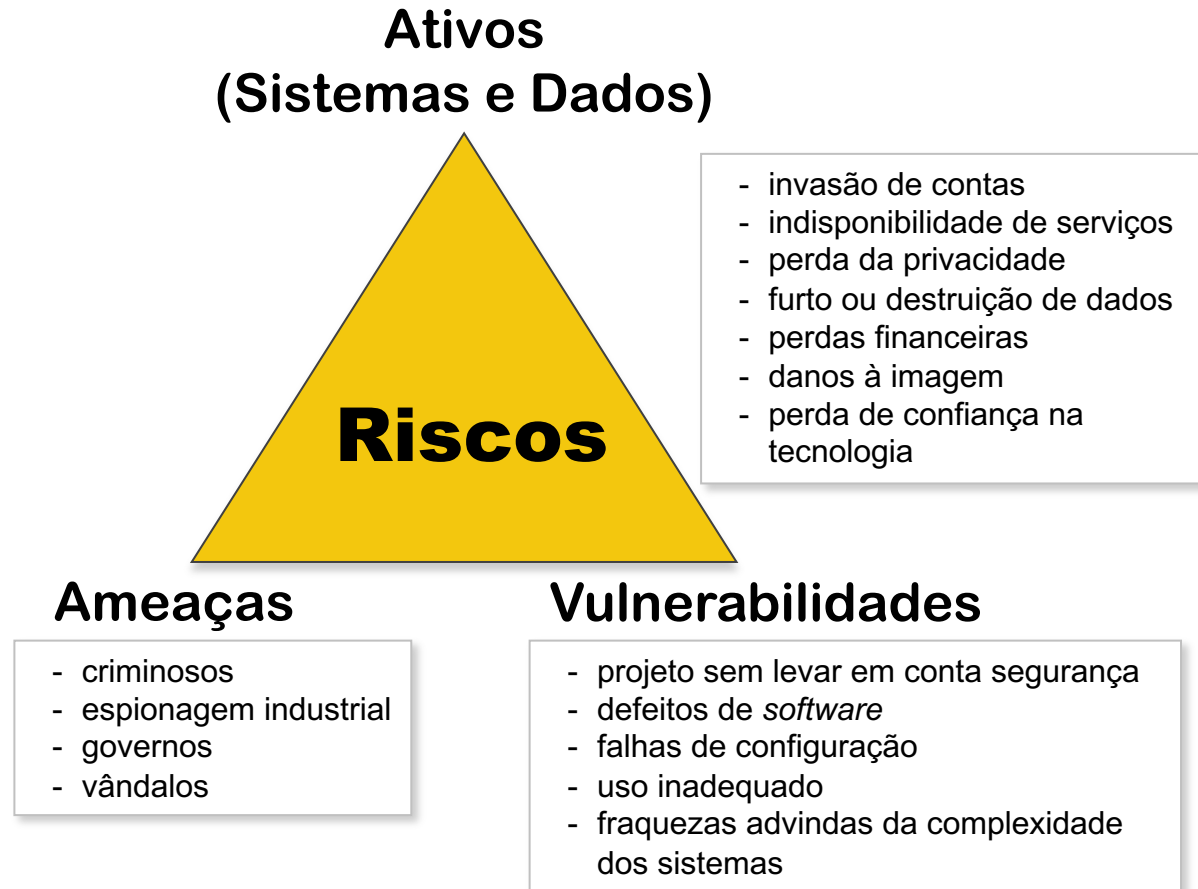 Ativos
(Sistemas e Dados)
- invasão de contas
- indisponibilidade de serviços
- perda da privacidade
- furto ou destruição de dados
- perdas financeiras
- danos à imagem
- perda de confiança na
tecnologia
Riscos
Ameaças
- criminosos
- espionagem industrial
- governos
- vândalos
Vulnerabilidades
- projeto sem levar em conta segurança
- defeitos de software
- falhas de configuração
- uso inadequado
- fraquezas advindas da complexidade
dos sistemas